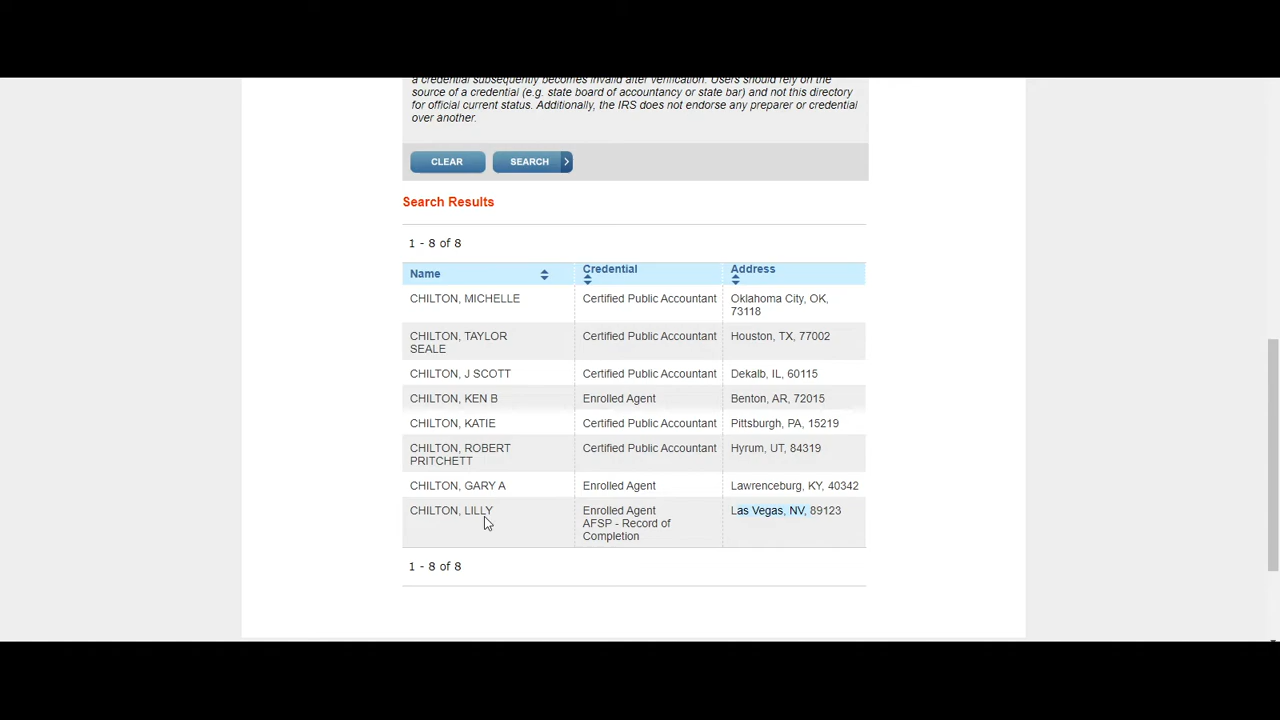 a credential subsequently becomes invalid after verification. Users should rely on the
source of a credential (e.g. state board of accountancy or state bar) and not this directory
for official current status. Additionally, the IRS does not endorse any preparer or credential
over another.
CLEAR SEARCH
Search Results
1 - 8 of 8
Name Credential Address
CHILTON, MICHELLE Certified Public Accountant Oklahoma City, OK,
73118
CHILTON, TAYLOR Certified Public Accountant Houston, TX, 77002
SEALE
CHILTON, J SCOTT Certified Public Accountant Dekalb, IL, 60115
CHILTON, KEN B Enrolled Agent Benton, AR, 72015
CHILTON, KATIE Certified Public Accountant Pittsburgh, PA, 15219
CHILTON, ROBERT Certified Public Accountant Hyrum, UT, 84319
PRITCHETT
CHILTON, GARY A Enrolled Agent Lawrenceburg, KY, 40342
CHILTON, LILLY Enrolled Agent Las Vegas, NV, 89123
AFSP - Record of
Completion
1 - 8 of 8